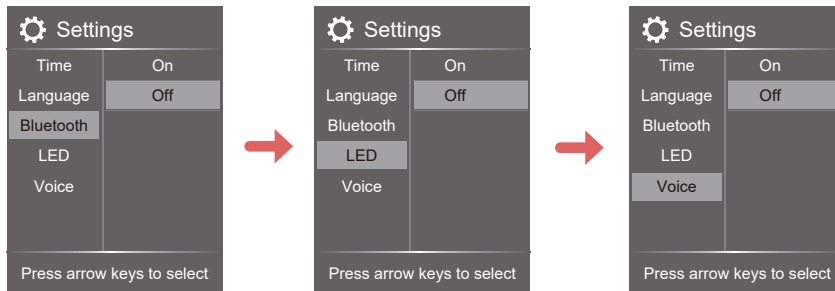 Settings
Time On
Language Off
Bluetooth
LED
Voice
Press arrow keys to select
Settings
Time On
Language Off
Bluetooth
LED
Voice
Press arrow keys to select
Settings
Time On
Language Off
Bluetooth
LED
Voice
Press arrow keys to select